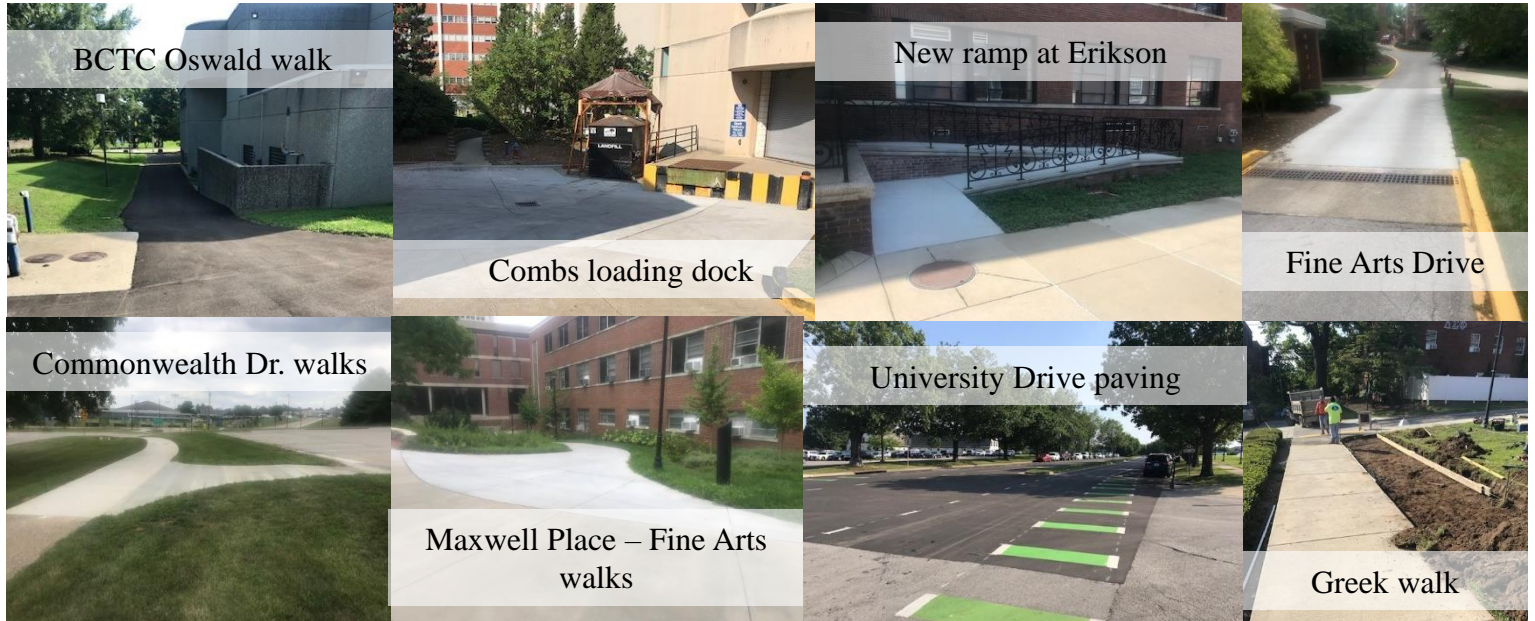 BCTC Oswald walk
LANDFILL
Combs loading dock
New ramp at Erikson
Fine Arts Drive
Commonwealth Dr. walks
Maxwell Place – Fine Arts
walks
University Drive paving
Greek walk